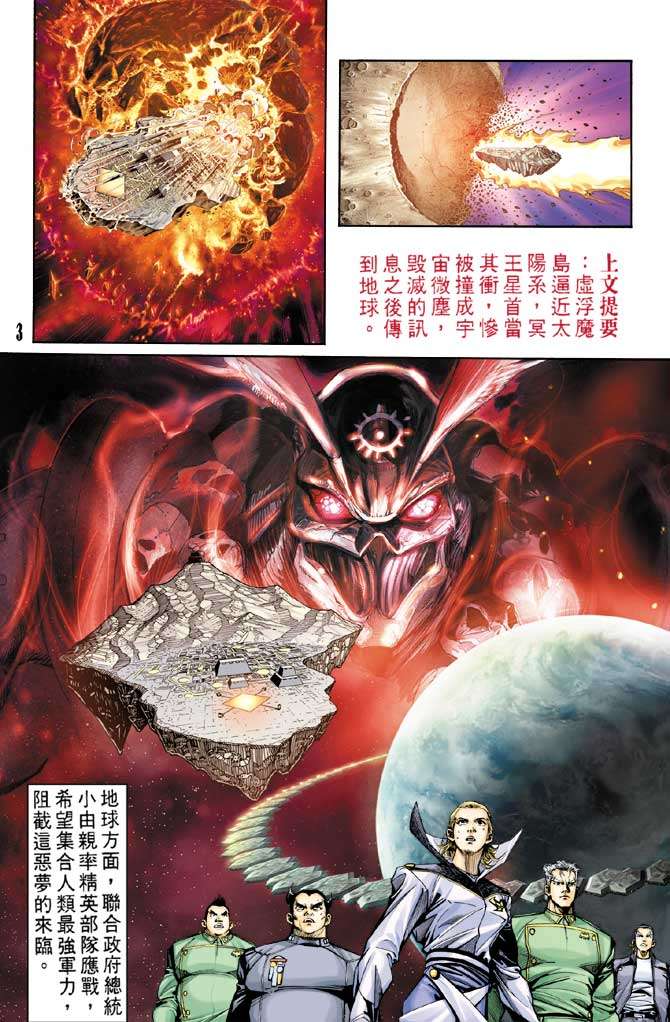 上文提要
：虛浮魔
島逼近太
陽系，冥
王星首當
其衝，慘
被撞成宇
宙微塵，
毀滅的訊
息之後傳
到地球。
3
地球方面，聯合政府總統
小由親率精英部隊應戰，
希望集合人類最強軍力，
阻截這惡夢的來臨。